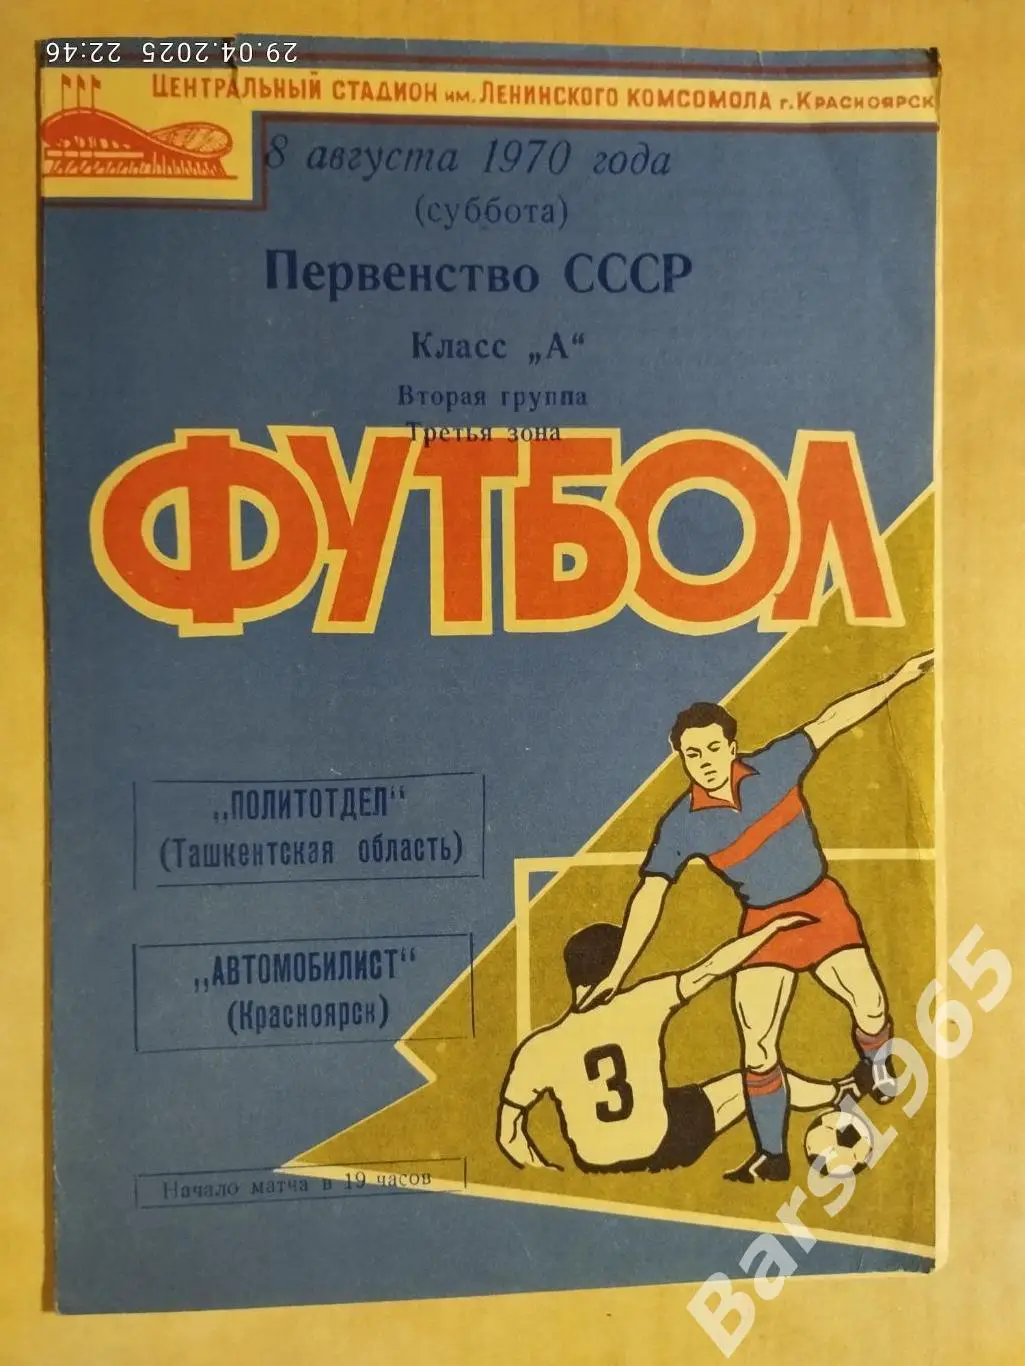 29.04.2025 22:46
ЦЕНТРАЛЬНЫЙ СТАДИОН ИМ. ЛЕНИНСКОГО КОМСОМОЛА Г. КРАСНОЯРСК
8 августа 1970 года
(суббота)
Первенство СССР
Класс „А“
Вторая группа
Третья зона
ФУТБОЛ
„ПОЛИТОТДЕЛ“
(Ташкентская область)
„АВТОМОБИЛИСТ“
(Красноярск)
3
Начало матча в 19 часов
Bars1965